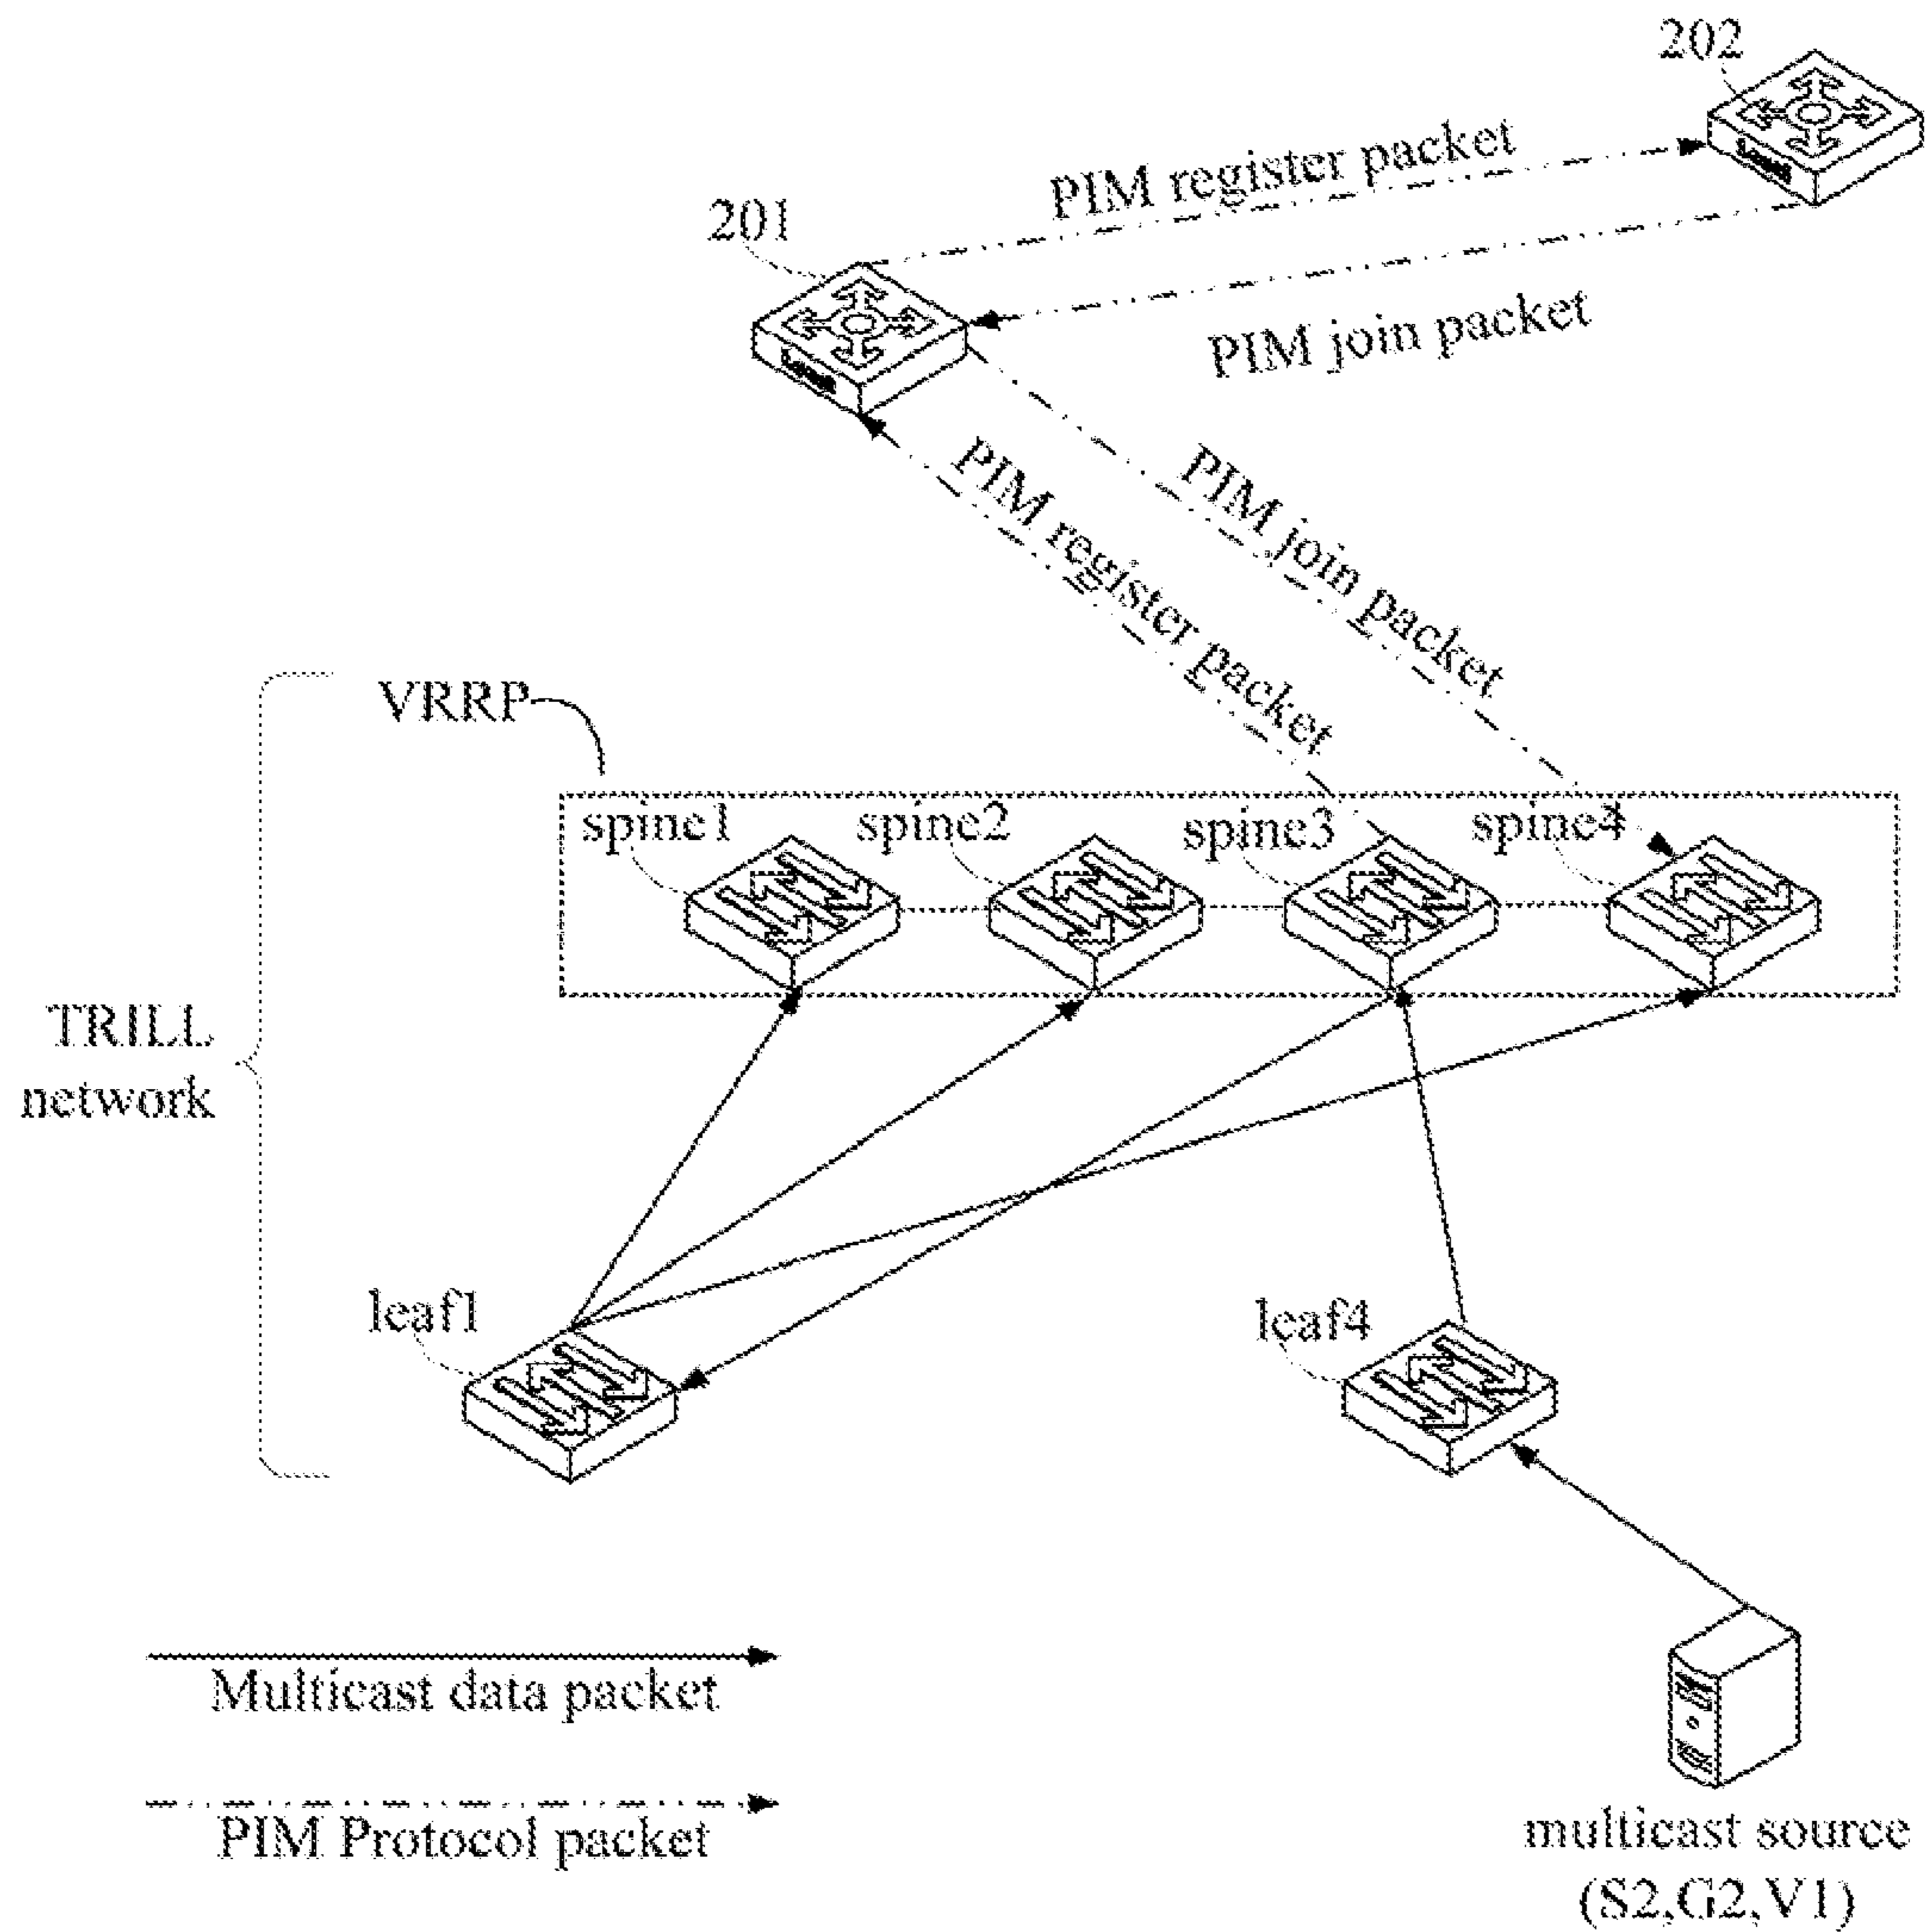 202
PIM register packet
201
PIM join packet
PIM register packet
PIM join packet
VRRP
spine1
spine2
spine3
spine4
TRILL
network
leaf1
leaf4
Multicast data packet
PIM Protocol packet
multicast source
(S2,G2,V1)